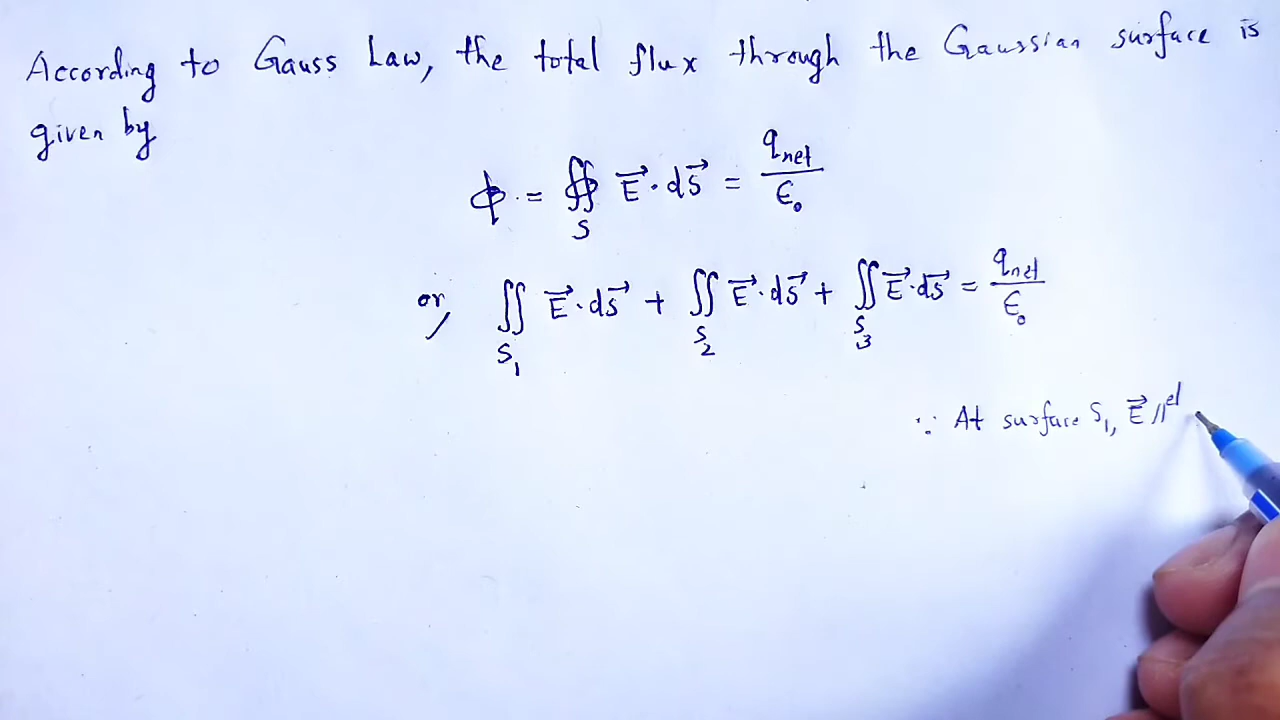 According to Gauss Law, the total flux through the Gaussian surface is
given by
ϕ = ∯_S E⃗·dS⃗ = q_net/ε₀
or, ∬_S₁ E⃗·dS⃗ + ∬_S₂ E⃗·dS⃗ + ∬_S₃ E⃗·dS⃗ = q_net/ε₀
∵ At surface S₁, E⃗ ||^el